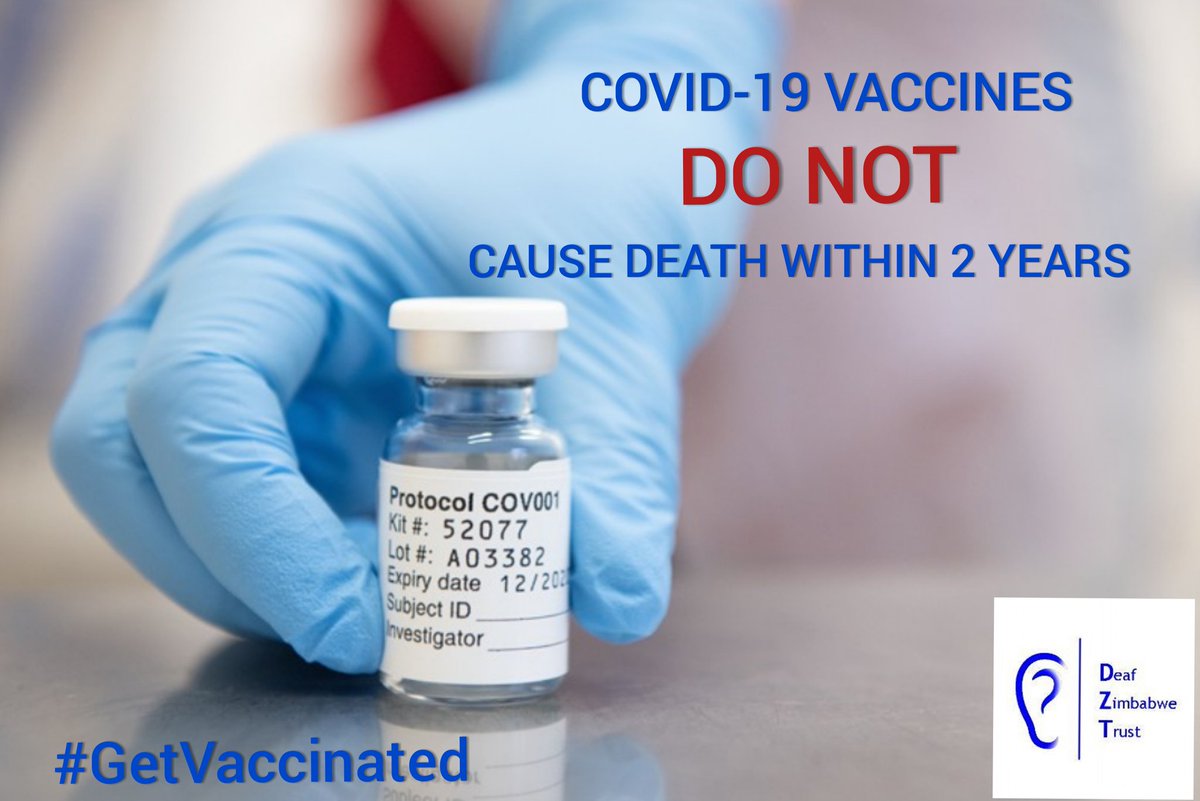 COVID-19 VACCINES
DO NOT
CAUSE DEATH WITHIN 2 YEARS
Protocol COV001
Kit #: 52077
Lot #: A03382
Expiry date 12/202
Subject ID
Investigator
Deaf
Zimbabwe
Trust
#GetVaccinated